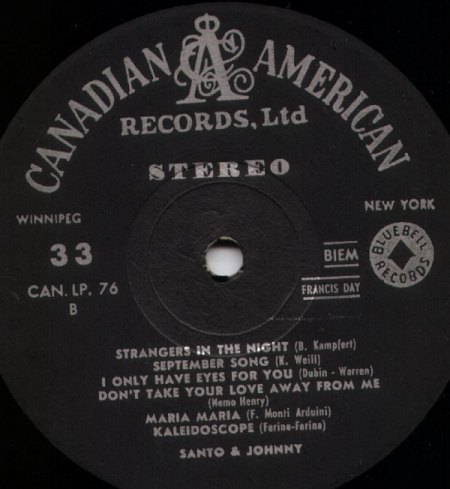 CANADIAN AMERICAN
CA
RECORDS, Ltd
STEREO
WINNIPEG
NEW YORK
33
BIEM
BLUEBELL RECORDS
CAN. LP. 76
FRANCIS DAY
B
STRANGERS IN THE NIGHT (B. Kampfert)
SEPTEMBER SONG (K. Weill)
I ONLY HAVE EYES FOR YOU (Dubin - Warren)
DON'T TAKE YOUR LOVE AWAY FROM ME
(Nemo Henry)
MARIA MARIA (F. Monti Arduini)
KALEIDOSCOPE (Farina-Farina)
SANTO & JOHNNY